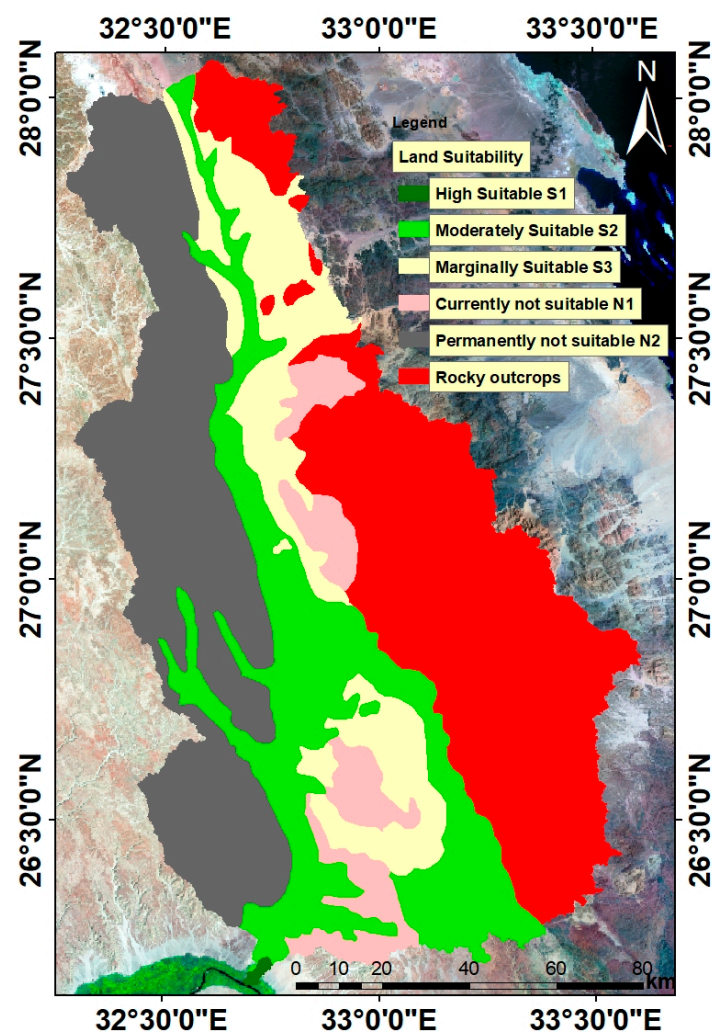 32°30'0"E 33°0'0"E 33°30'0"E
28°0'0"N 28°0'0"N
N
Legend
Land Suitability
High Suitable S1
Moderately Suitable S2
Marginally Suitable S3
Currently not suitable N1
Permanently not suitable N2
Rocky outcrops
27°30'0"N 27°30'0"N
27°0'0"N 27°0'0"N
26°30'0"N 26°30'0"N
0 10 20 40 60 80
km
32°30'0"E 33°0'0"E 33°30'0"E